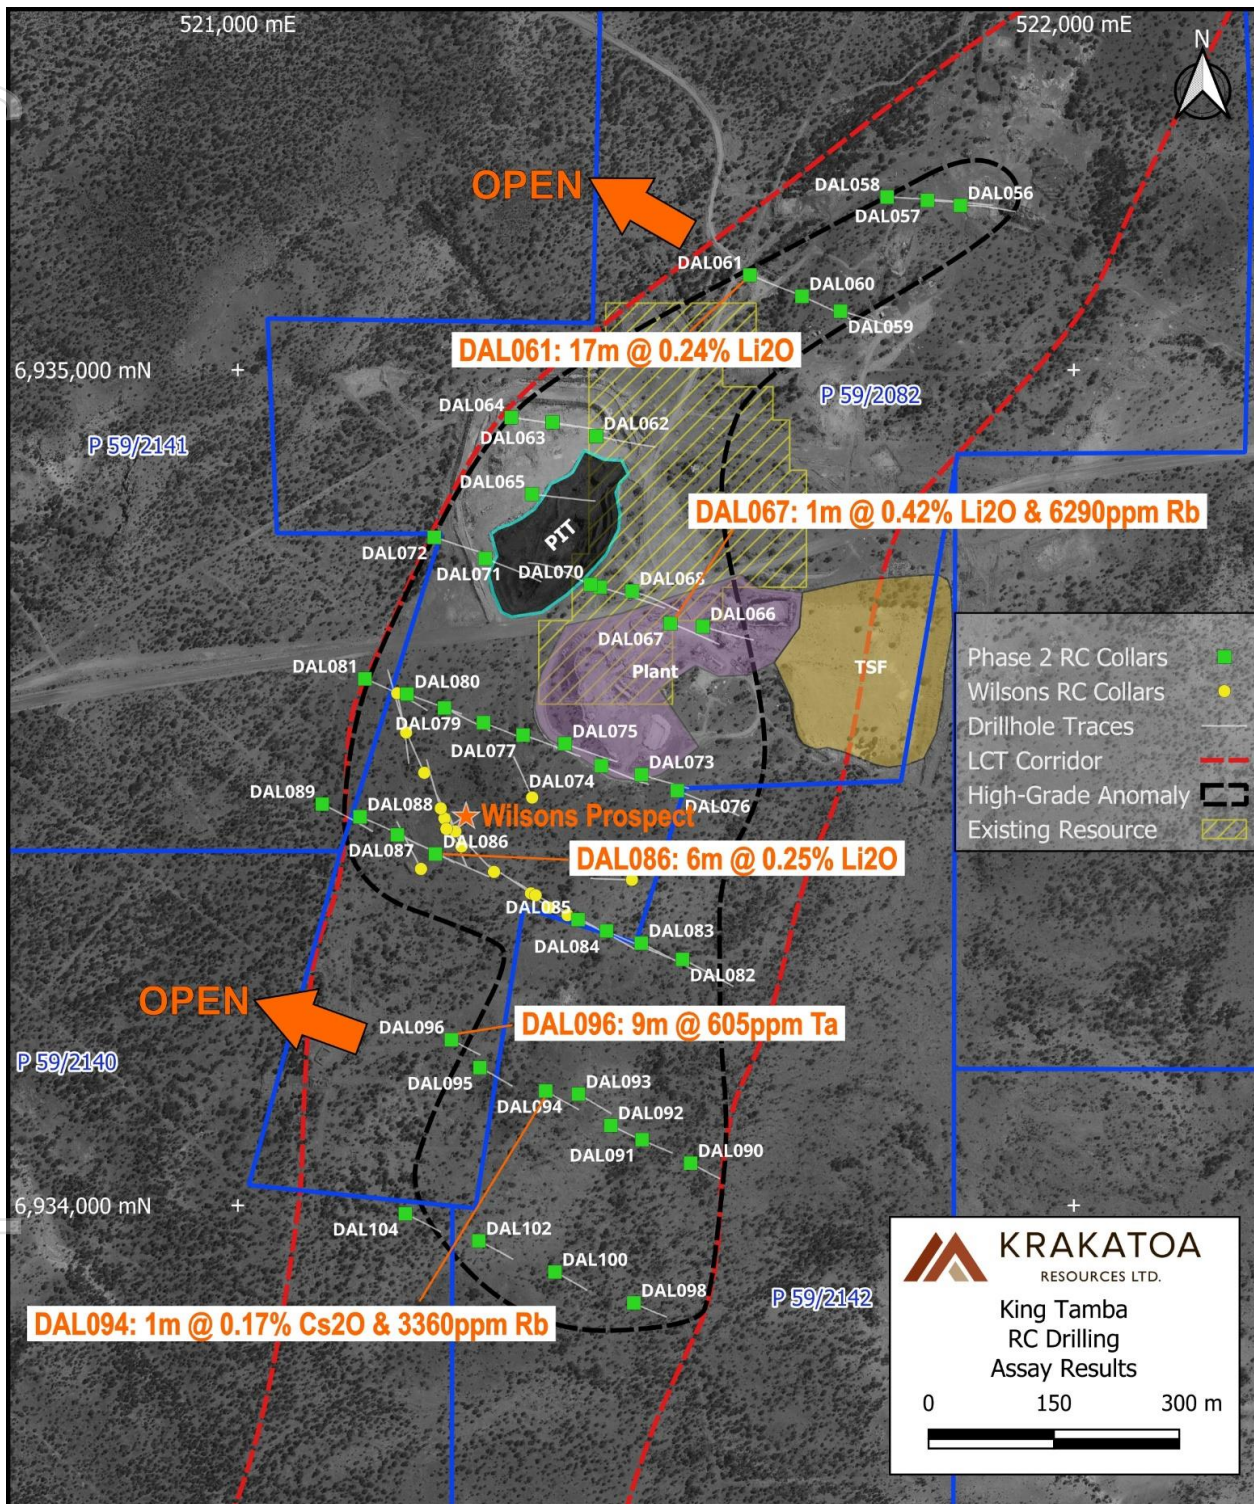 521,000 mE
522,000 mE
N
OPEN
DAL058
DAL056
DAL057
DAL061
DAL060
DAL059
DAL061: 17m @ 0.24% Li2O
6,935,000 mN
P 59/2082
DAL064
DAL062
DAL063
P 59/2141
DAL065
DAL067: 1m @ 0.42% Li2O & 6290ppm Rb
PIT
DAL072
DAL071
DAL070
DAL068
DAL066
DAL067
Plant
TSF
DAL081
DAL080
DAL079
DAL077
DAL075
DAL074
DAL073
DAL076
DAL089
DAL088
Wilsons Prospect
DAL087
DAL086
DAL086: 6m @ 0.25% Li2O
Phase 2 RC Collars
Wilsons RC Collars
Drillhole Traces
LCT Corridor
High-Grade Anomaly
Existing Resource
DAL085
DAL084
DAL083
DAL082
OPEN
DAL096
DAL096: 9m @ 605ppm Ta
P 59/2140
DAL095
DAL094
DAL093
DAL092
DAL091
DAL090
6,934,000 mN
DAL104
DAL102
DAL100
DAL098
P 59/2142
DAL094: 1m @ 0.17% Cs2O & 3360ppm Rb
KRAKATOA
RESOURCES LTD.
King Tamba
RC Drilling
Assay Results
0 150 300 m